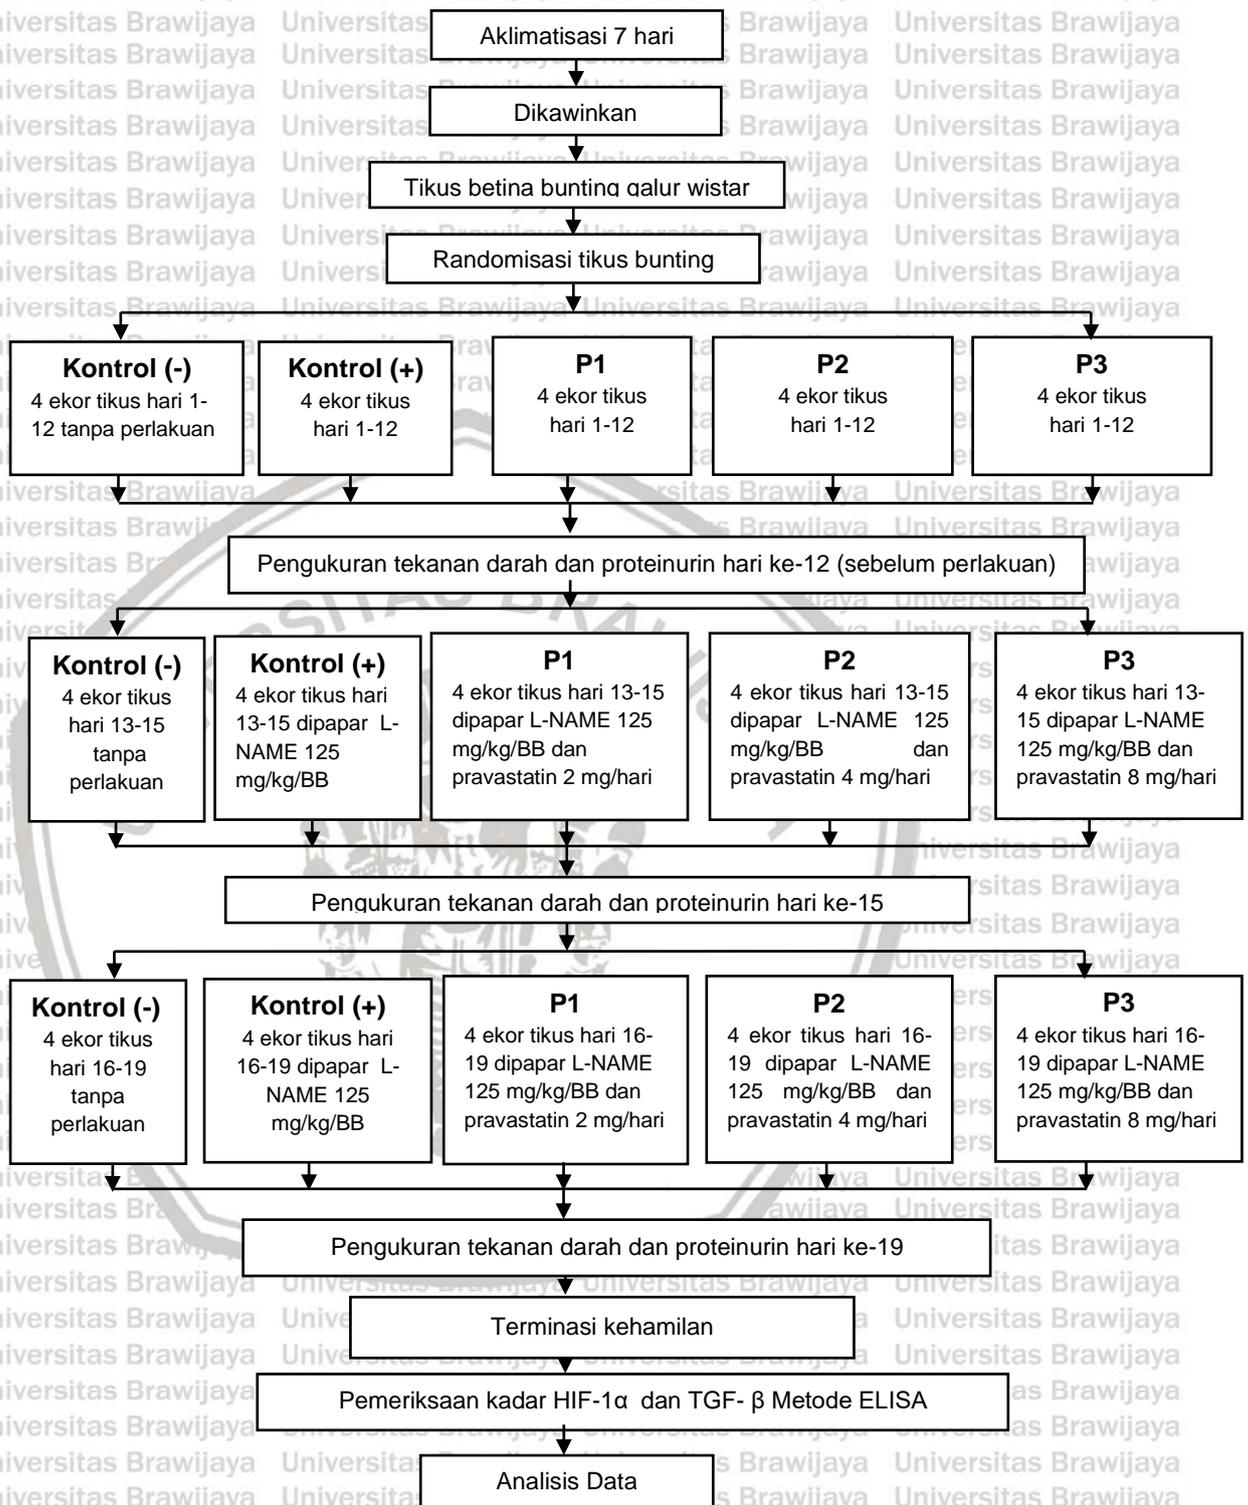 Aklimatisasi 7 hari
Dikawinkan
Tikus betina bunting galur wistar
Randomisasi tikus bunting
Kontrol (-)
4 ekor tikus hari 1-
12 tanpa perlakuan
Kontrol (+)
4 ekor tikus
hari 1-12
P1
4 ekor tikus
hari 1-12
P2
4 ekor tikus
hari 1-12
P3
4 ekor tikus
hari 1-12
Pengukuran tekanan darah dan proteinurin hari ke-12 (sebelum perlakuan)
Kontrol (-)
4 ekor tikus
hari 13-15
tanpa
perlakuan
Kontrol (+)
4 ekor tikus hari
13-15 dipapar L-
NAME 125
mg/kg/BB
P1
4 ekor tikus hari 13-15
dipapar L-NAME 125
mg/kg/BB dan
pravastatin 2 mg/hari
P2
4 ekor tikus hari 13-15
dipapar L-NAME 125
mg/kg/BB dan
pravastatin 4 mg/hari
P3
4 ekor tikus hari 13-
15 dipapar L-NAME
125 mg/kg/BB dan
pravastatin 8 mg/hari
Pengukuran tekanan darah dan proteinurin hari ke-15
Kontrol (-)
4 ekor tikus
hari 16-19
tanpa
perlakuan
Kontrol (+)
4 ekor tikus hari
16-19 dipapar L-
NAME 125
mg/kg/BB
P1
4 ekor tikus hari 16-
19 dipapar L-NAME
125 mg/kg/BB dan
pravastatin 2 mg/hari
P2
4 ekor tikus hari 16-
19 dipapar L-NAME
125 mg/kg/BB dan
pravastatin 4 mg/hari
P3
4 ekor tikus hari 16-
19 dipapar L-NAME
125 mg/kg/BB dan
pravastatin 8 mg/hari
Pengukuran tekanan darah dan proteinurin hari ke-19
Terminasi kehamilan
Pemeriksaan kadar HIF-1α dan TGF- β Metode ELISA
Analisis Data